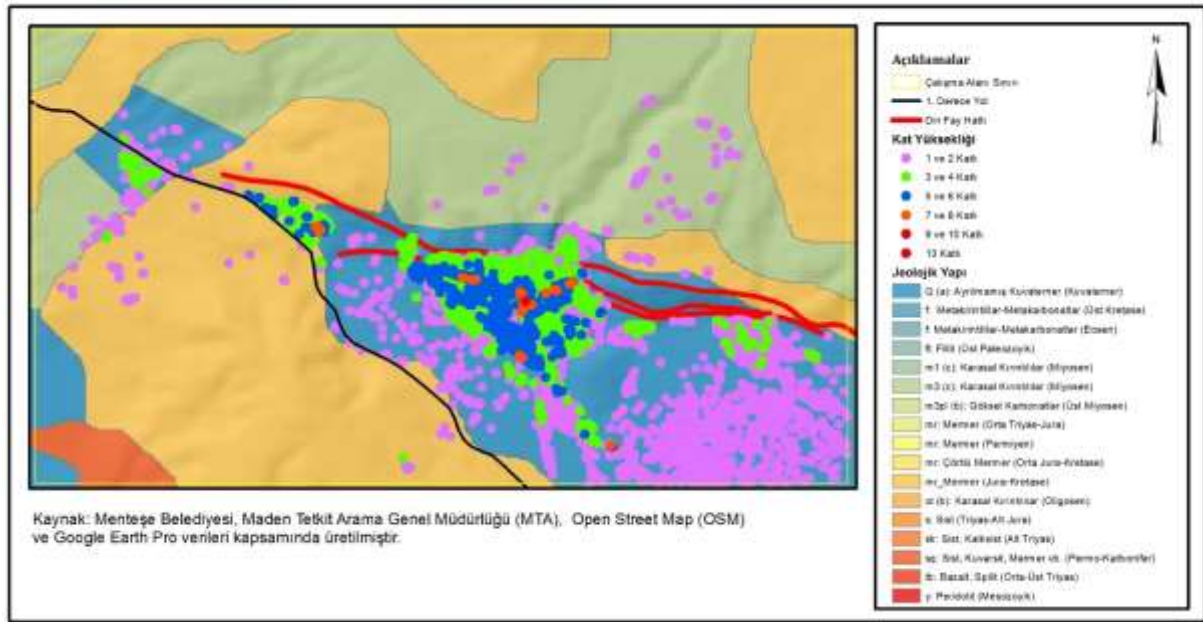 N
Açıklamalar
Çalışma Alanı Sınırı
1. Derece Yol
Diri Fay Hattı
Kat Yüksekliği
1 ve 2 Katlı
3 ve 4 Katlı
5 ve 6 Katlı
7 ve 8 Katlı
9 ve 10 Katlı
13 Katlı
Jeolojik Yapı
Q (a): Ayrılmamış Kuvaterner (Kuvaterner)
f: Metakırıntılılar-Metakarbonatlar (Üst Kretase)
f: Metakırıntılılar-Metakarbonatlar (Eosen)
ft: Fillit (Üst Paleozoyik)
m1 (c): Karasal Kırıntılılar (Miyosen)
m3 (c): Karasal Kırıntılılar (Miyosen)
m3pl (b): Gölsel Karbonatlar (Üst Miyosen)
mr: Mermer (Orta Triyas-Jura)
mr: Mermer (Permiyen)
mr: Çörtlü Mermer (Orta Jura-Kretase)
mr_Mermer (Jura-Kretase)
ol (b): Karasal Kırıntılılar (Oligosen)
s: Şist (Triyas-Alt Jura)
sk: Şist, Kalkşist (Alt Triyas)
sq: Şist, Kuvarsit, Mermer vb. (Permo-Karbonifer)
tb: Bazalt, Spilit (Orta-Üst Triyas)
y: Peridotit (Mesozoyik)
Kaynak: Menteşe Belediyesi, Maden Tetkit Arama Genel Müdürlüğü (MTA), Open Street Map (OSM)
ve Google Earth Pro verileri kapsamında üretilmiştir.